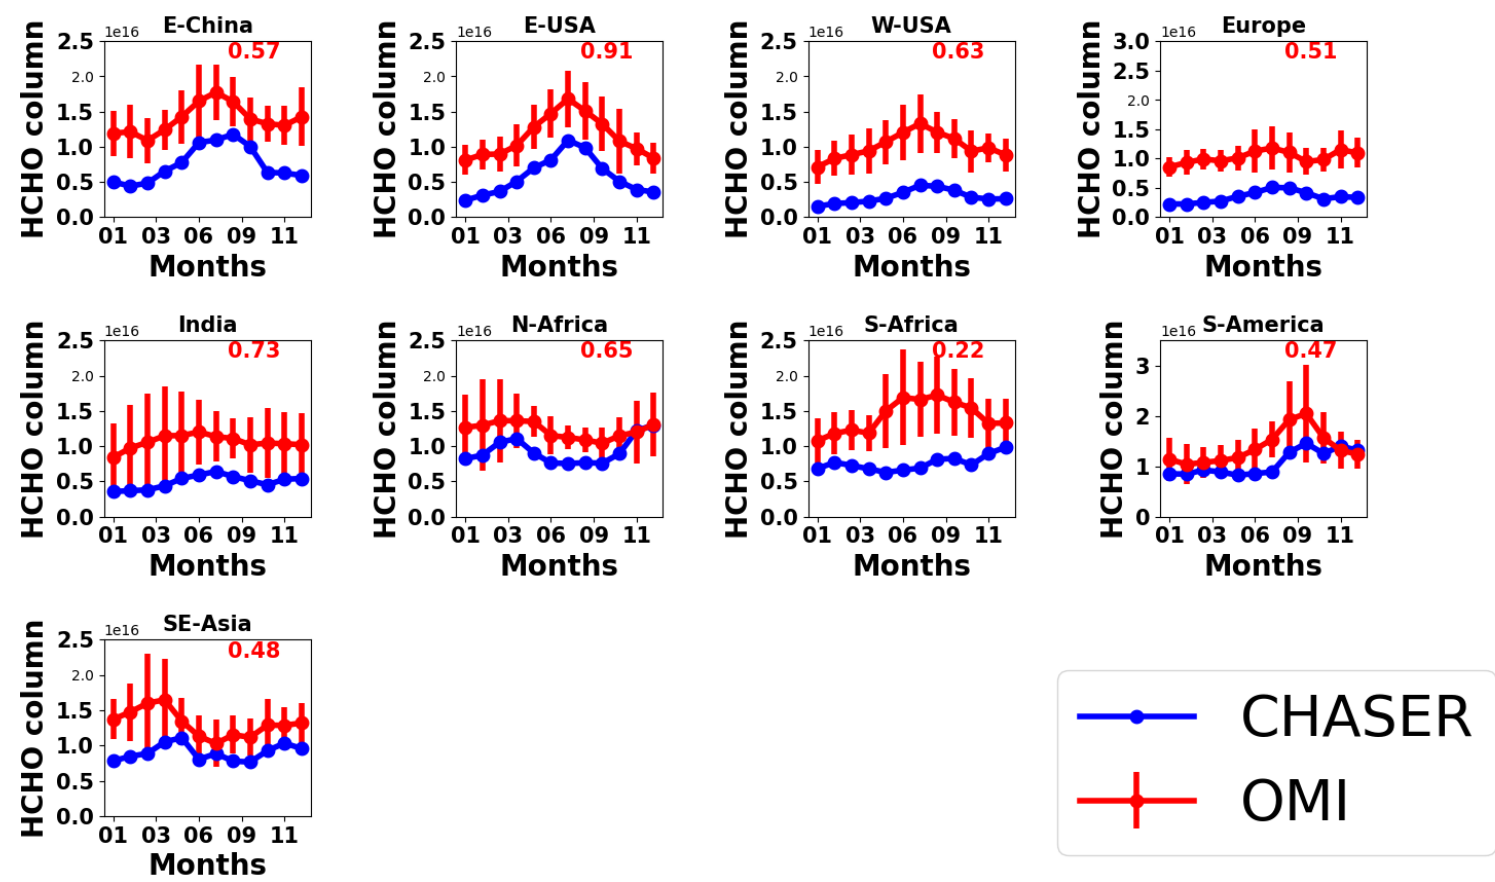 E-China
1e16
0.57
HCHO column
2.5
2.0
1.5
1.0
0.5
0.0
01 03 06 09 11
Months
E-USA
1e16
0.91
HCHO column
2.5
2.0
1.5
1.0
0.5
0.0
01 03 06 09 11
Months
W-USA
1e16
0.63
HCHO column
2.5
2.0
1.5
1.0
0.5
0.0
01 03 06 09 11
Months
Europe
1e16
0.51
HCHO column
3.0
2.5
2.0
1.5
1.0
0.5
0.0
01 03 06 09 11
Months
India
1e16
0.73
HCHO column
2.5
2.0
1.5
1.0
0.5
0.0
01 03 06 09 11
Months
N-Africa
1e16
0.65
HCHO column
2.5
2.0
1.5
1.0
0.5
0.0
01 03 06 09 11
Months
S-Africa
1e16
0.22
HCHO column
2.5
2.0
1.5
1.0
0.5
0.0
01 03 06 09 11
Months
S-America
1e16
0.47
HCHO column
3
2
1
0
01 03 06 09 11
Months
SE-Asia
1e16
0.48
HCHO column
2.5
2.0
1.5
1.0
0.5
0.0
01 03 06 09 11
Months
CHASER
OMI